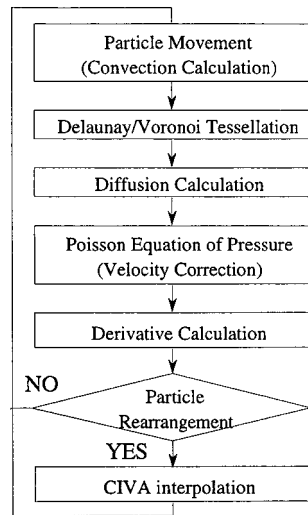 Particle Movement
(Convection Calculation)
Delaunay/Voronoi Tessellation
Diffusion Calculation
Poisson Equation of Pressure
(Velocity Correction)
Derivative Calculation
NO
Particle
Rearrangement
YES
CIVA interpolation